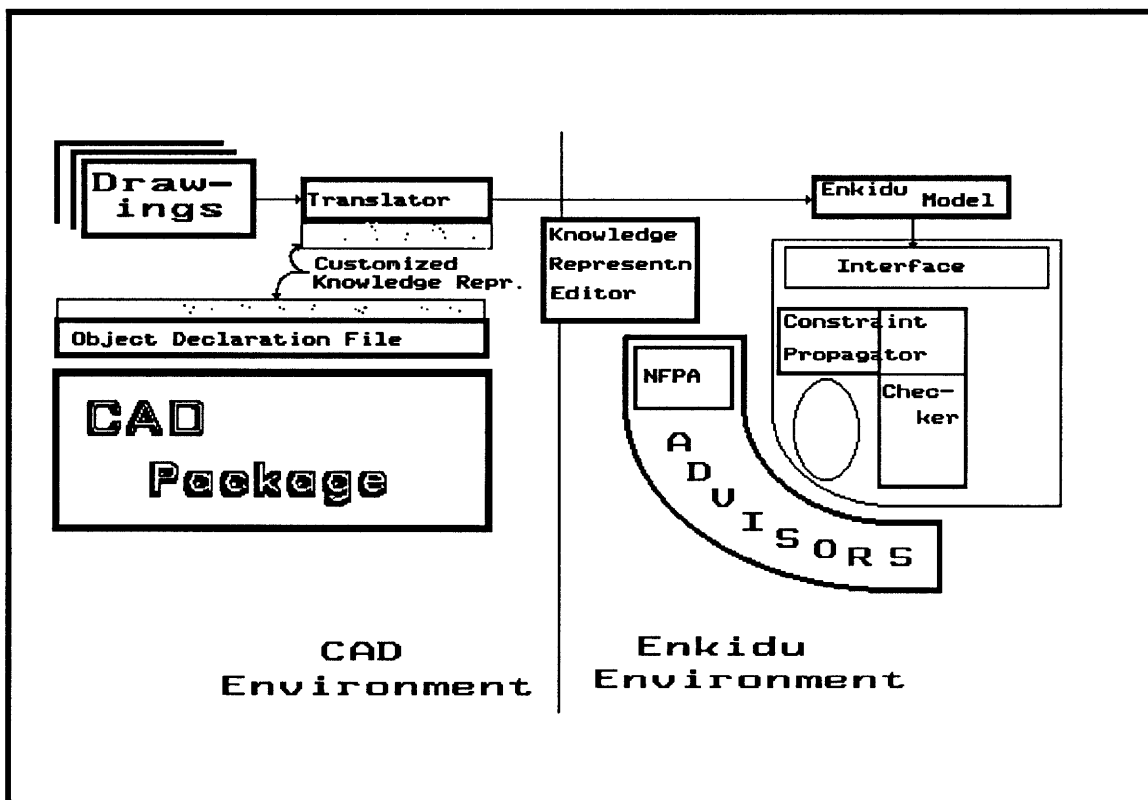 Draw-
ings
Translator
Enkidu
Model
Customized
Knowledge Repr.
Knowledge
Representn
Editor
Interface
Object Declaration File
Constraint
Propagator
Chec-
ker
NFPA
CAD
Package
ADVISORS
CAD
Environment
Enkidu
Environment